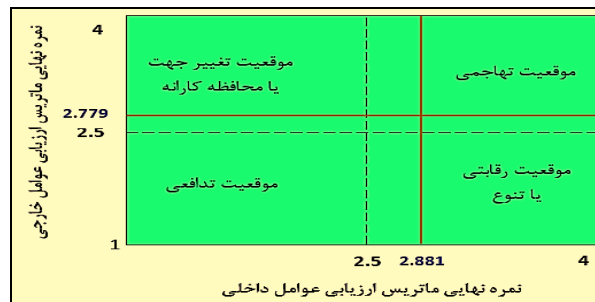 نمره نهایی ماتریس ارزیابی عوامل خارجی
4
2.779
2.5
1
موقعیت تهاجمی
موقعیت تغییر جهت
یا محافظه کارانه
موقعیت رقابتی
یا تنوع
موقعیت تدافعی
2.5
2.881
4
نمره نهایی ماتریس ارزیابی عوامل داخلی